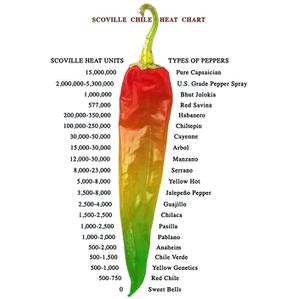 SCOVILLE CHILE HEAT CHART
SCOVILLE HEAT UNITS TYPES OF PEPPERS
15,000,000 Pure Capsaician
2,000,000-5,300,000 U.S. Grade Pepper Spray
1,000,000 Bhut Jolokia
577,000 Red Savina
200,000-350,000 Habanero
100,000-250,000 Chiltepin
30,000-50,000 Cayenne
15,000-30,000 Arbol
12,000-30,000 Manzano
8,000-23,000 Serrano
5,000-8,000 Yellow Hot
3,500-8,000 Jalepeño Pepper
2,500-4,000 Guajillo
1,500-2,500 Chilaca
1,000-2,500 Pasilla
1,000-2,000 Pablano
500-2,000 Anaheim
500-1,500 Chile Verde
500-1,000 Yellow Genetics
500-750 Red Chile
0 Sweet Bells